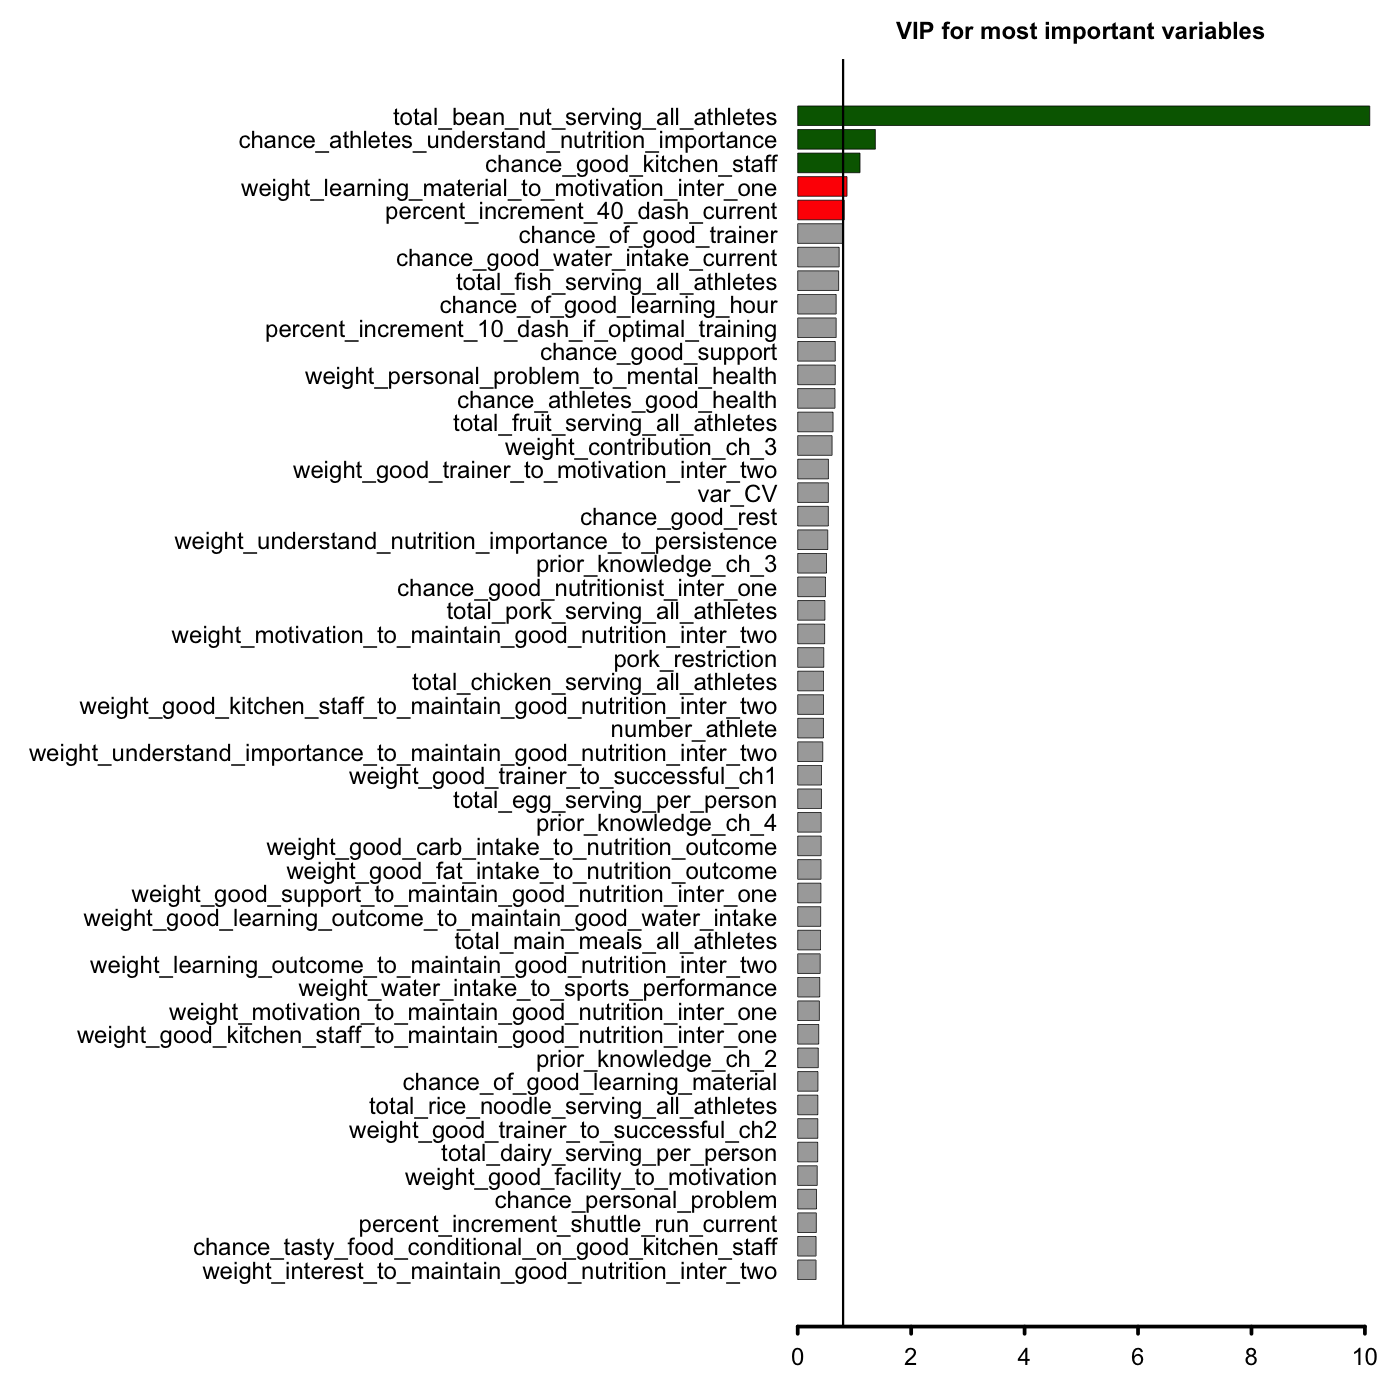 VIP for most important variables
total_bean_nut_serving_all_athletes
chance_athletes_understand_nutrition_importance
chance_good_kitchen_staff
weight_learning_material_to_motivation_inter_one
percent_increment_40_dash_current
chance_of_good_trainer
chance_good_water_intake_current
total_fish_serving_all_athletes
chance_of_good_learning_hour
percent_increment_10_dash_if_optimal_training
chance_good_support
weight_personal_problem_to_mental_health
chance_athletes_good_health
total_fruit_serving_all_athletes
weight_contribution_ch_3
weight_good_trainer_to_motivation_inter_two
var_CV
chance_good_rest
weight_understand_nutrition_importance_to_persistence
prior_knowledge_ch_3
chance_good_nutritionist_inter_one
total_pork_serving_all_athletes
weight_motivation_to_maintain_good_nutrition_inter_two
pork_restriction
total_chicken_serving_all_athletes
weight_good_kitchen_staff_to_maintain_good_nutrition_inter_two
number_athlete
weight_understand_importance_to_maintain_good_nutrition_inter_two
weight_good_trainer_to_successful_ch1
total_egg_serving_per_person
prior_knowledge_ch_4
weight_good_carb_intake_to_nutrition_outcome
weight_good_fat_intake_to_nutrition_outcome
weight_good_support_to_maintain_good_nutrition_inter_one
weight_good_learning_outcome_to_maintain_good_water_intake
total_main_meals_all_athletes
weight_learning_outcome_to_maintain_good_nutrition_inter_two
weight_water_intake_to_sports_performance
weight_motivation_to_maintain_good_nutrition_inter_one
weight_good_kitchen_staff_to_maintain_good_nutrition_inter_one
prior_knowledge_ch_2
chance_of_good_learning_material
total_rice_noodle_serving_all_athletes
weight_good_trainer_to_successful_ch2
total_dairy_serving_per_person
weight_good_facility_to_motivation
chance_personal_problem
percent_increment_shuttle_run_current
chance_tasty_food_conditional_on_good_kitchen_staff
weight_interest_to_maintain_good_nutrition_inter_two
0 2 4 6 8 10